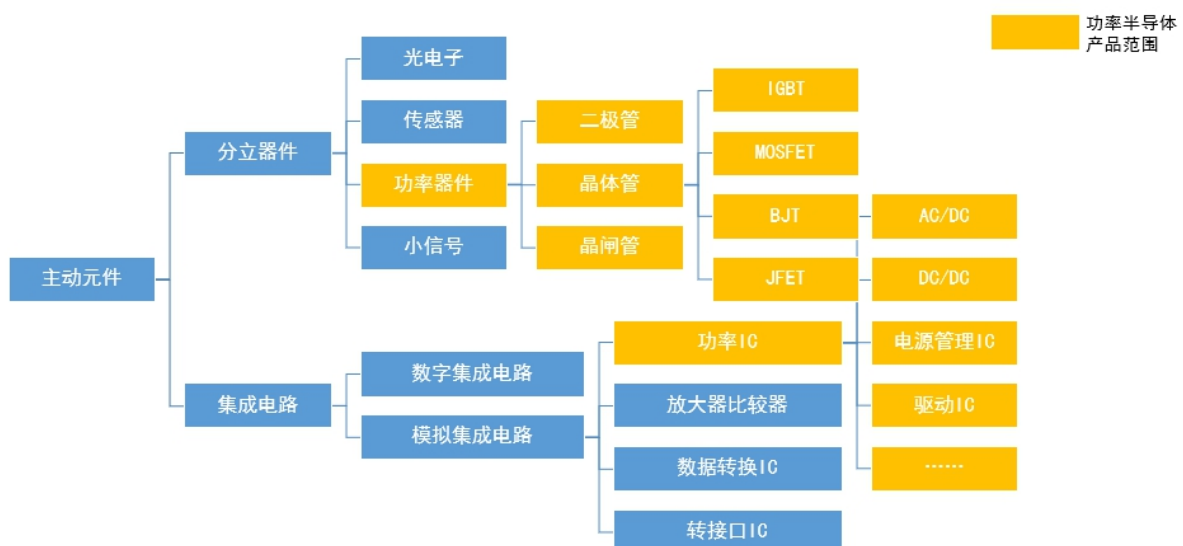 功率半导体
产品范围
光电子
IGBT
传感器
二极管
分立器件
MOSFET
功率器件
晶体管
BJT
AC/DC
小信号
晶闸管
主动元件
JFET
DC/DC
功率IC
电源管理IC
数字集成电路
集成电路
放大器比较器
驱动IC
模拟集成电路
数据转换IC
……
转接口IC